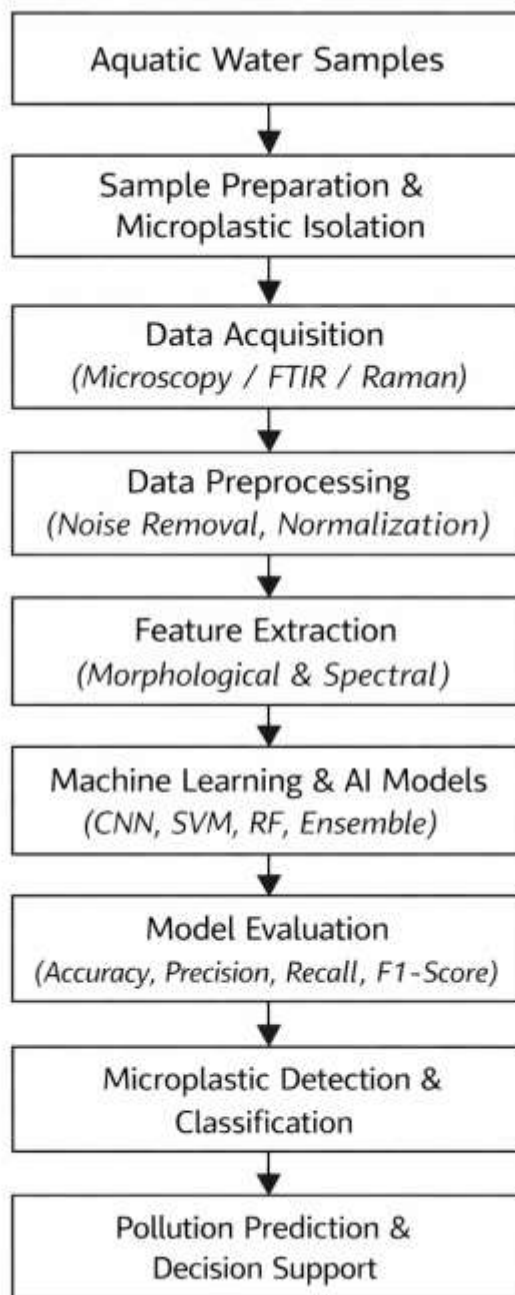 Aquatic Water Samples
Sample Preparation &
Microplastic Isolation
Data Acquisition
(Microscopy / FTIR / Raman)
Data Preprocessing
(Noise Removal, Normalization)
Feature Extraction
(Morphological & Spectral)
Machine Learning & AI Models
(CNN, SVM, RF, Ensemble)
Model Evaluation
(Accuracy, Precision, Recall, F1-Score)
Microplastic Detection &
Classification
Pollution Prediction &
Decision Support